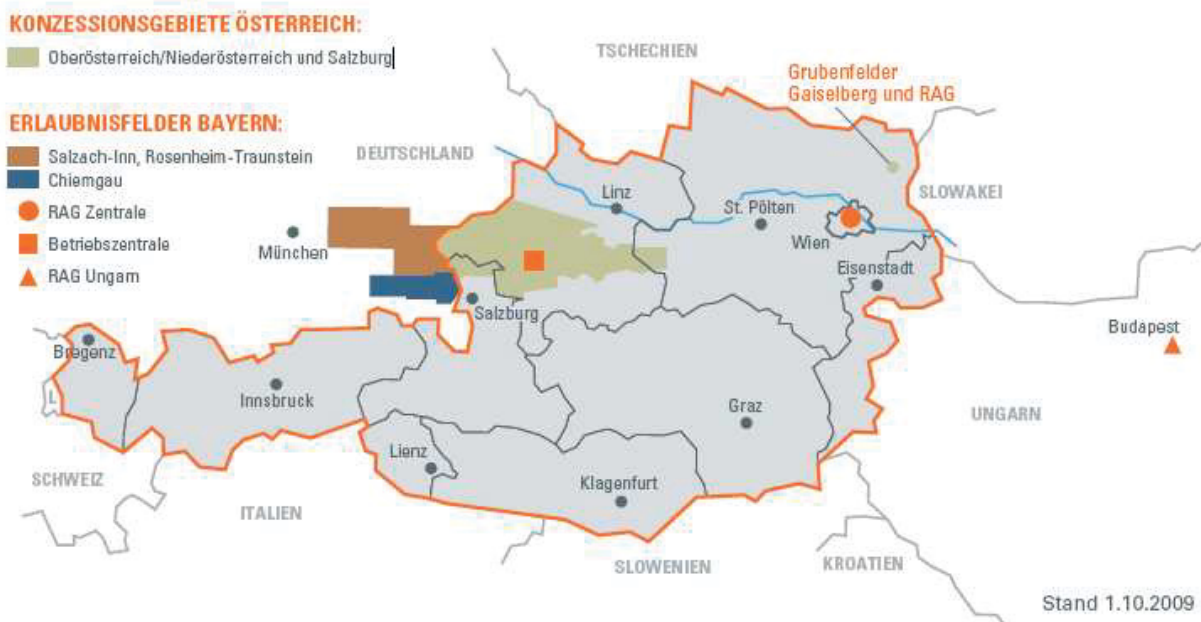 KONZESSIONSGEBIETE ÖSTERREICH:
Oberösterreich/Niederösterreich und Salzburg
ERLAUBNISFELDER BAYERN:
Salzach-Inn, Rosenheim-Traunstein
Chiemgau
RAG Zentrale
Betriebszentrale
RAG Ungarn
TSCHECHIEN
Grubenfelder
Gaiselberg und RAG
DEUTSCHLAND
SLOWAKEI
Linz
St. Pölten
Wien
München
Eisenstadt
Salzburg
Budapest
Bregenz
L
Innsbruck
Graz
UNGARN
Lienz
Klagenfurt
SCHWEIZ
ITALIEN
SLOWENIEN
KROATIEN
Stand 1.10.2009